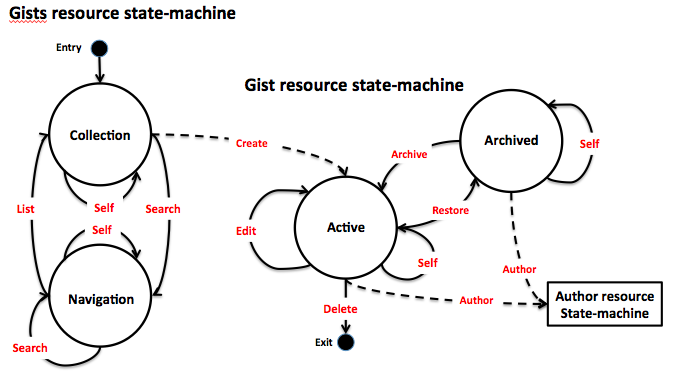 Gists resource state-machine
Entry
Gist resource state-machine
Collection
Create
Archive
Archived
Self
List
Self
Search
Self
Edit
Active
Restore
Self
Author
Navigation
Delete
Author
Author resource
State-machine
Search
Exit